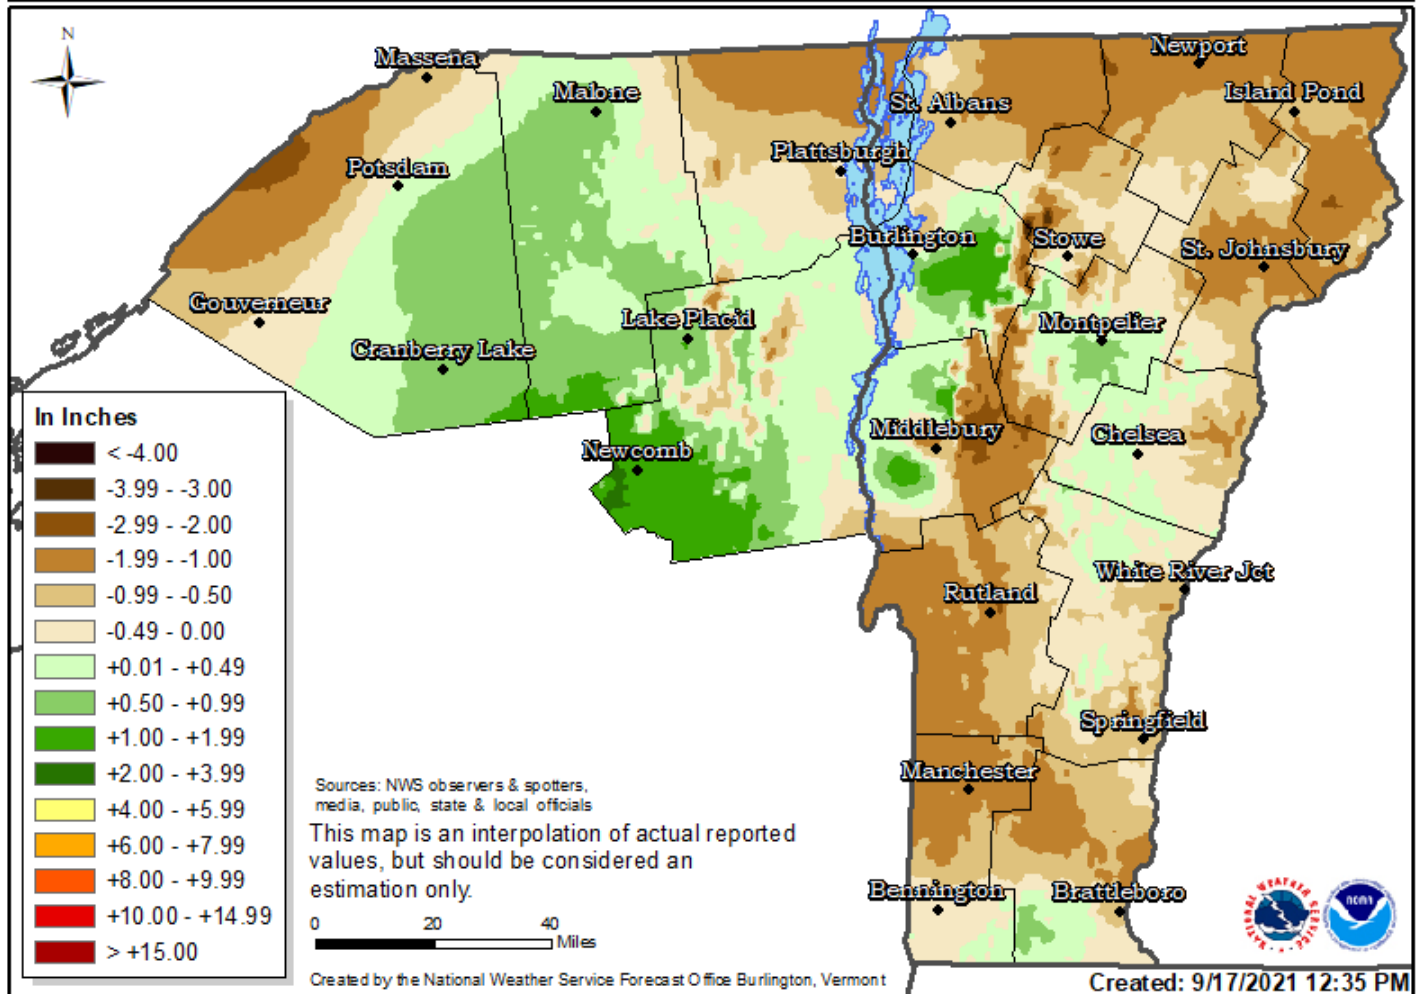 N
Massena
Malone
Newport
Island Pond
St. Albans
Plattsburgh
Potsdam
Burlington
Stowe
St. Johnsbury
Gouverneur
Lake Placid
Montpelier
Cranberry Lake
Middlebury
Chelsea
Newcomb
White River Jct
Rutland
Springfield
Manchester
Bennington
Brattleboro
In Inches
< -4.00
-3.99 - -3.00
-2.99 - -2.00
-1.99 - -1.00
-0.99 - -0.50
-0.49 - 0.00
+0.01 - +0.49
+0.50 - +0.99
+1.00 - +1.99
+2.00 - +3.99
+4.00 - +5.99
+6.00 - +7.99
+8.00 - +9.99
+10.00 - +14.99
> +15.00
Sources: NWS observers & spotters,
media, public, state & local officials
This map is an interpolation of actual reported
values, but should be considered an
estimation only.
0 20 40
Miles
Created by the National Weather Service Forecast Office Burlington, Vermont
NATIONAL WEATHER SERVICE
noaa
Created: 9/17/2021 12:35 PM